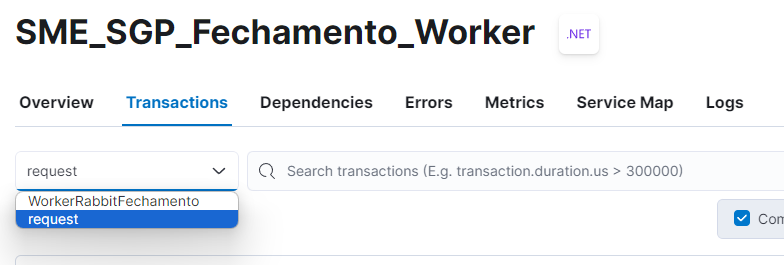 SME_SGP_Fechamento_Worker .NET
Overview Transactions Dependencies Errors Metrics Service Map Logs
request Search transactions (E.g. transaction.duration.us > 300000)
WorkerRabbitFechamento
request
Com